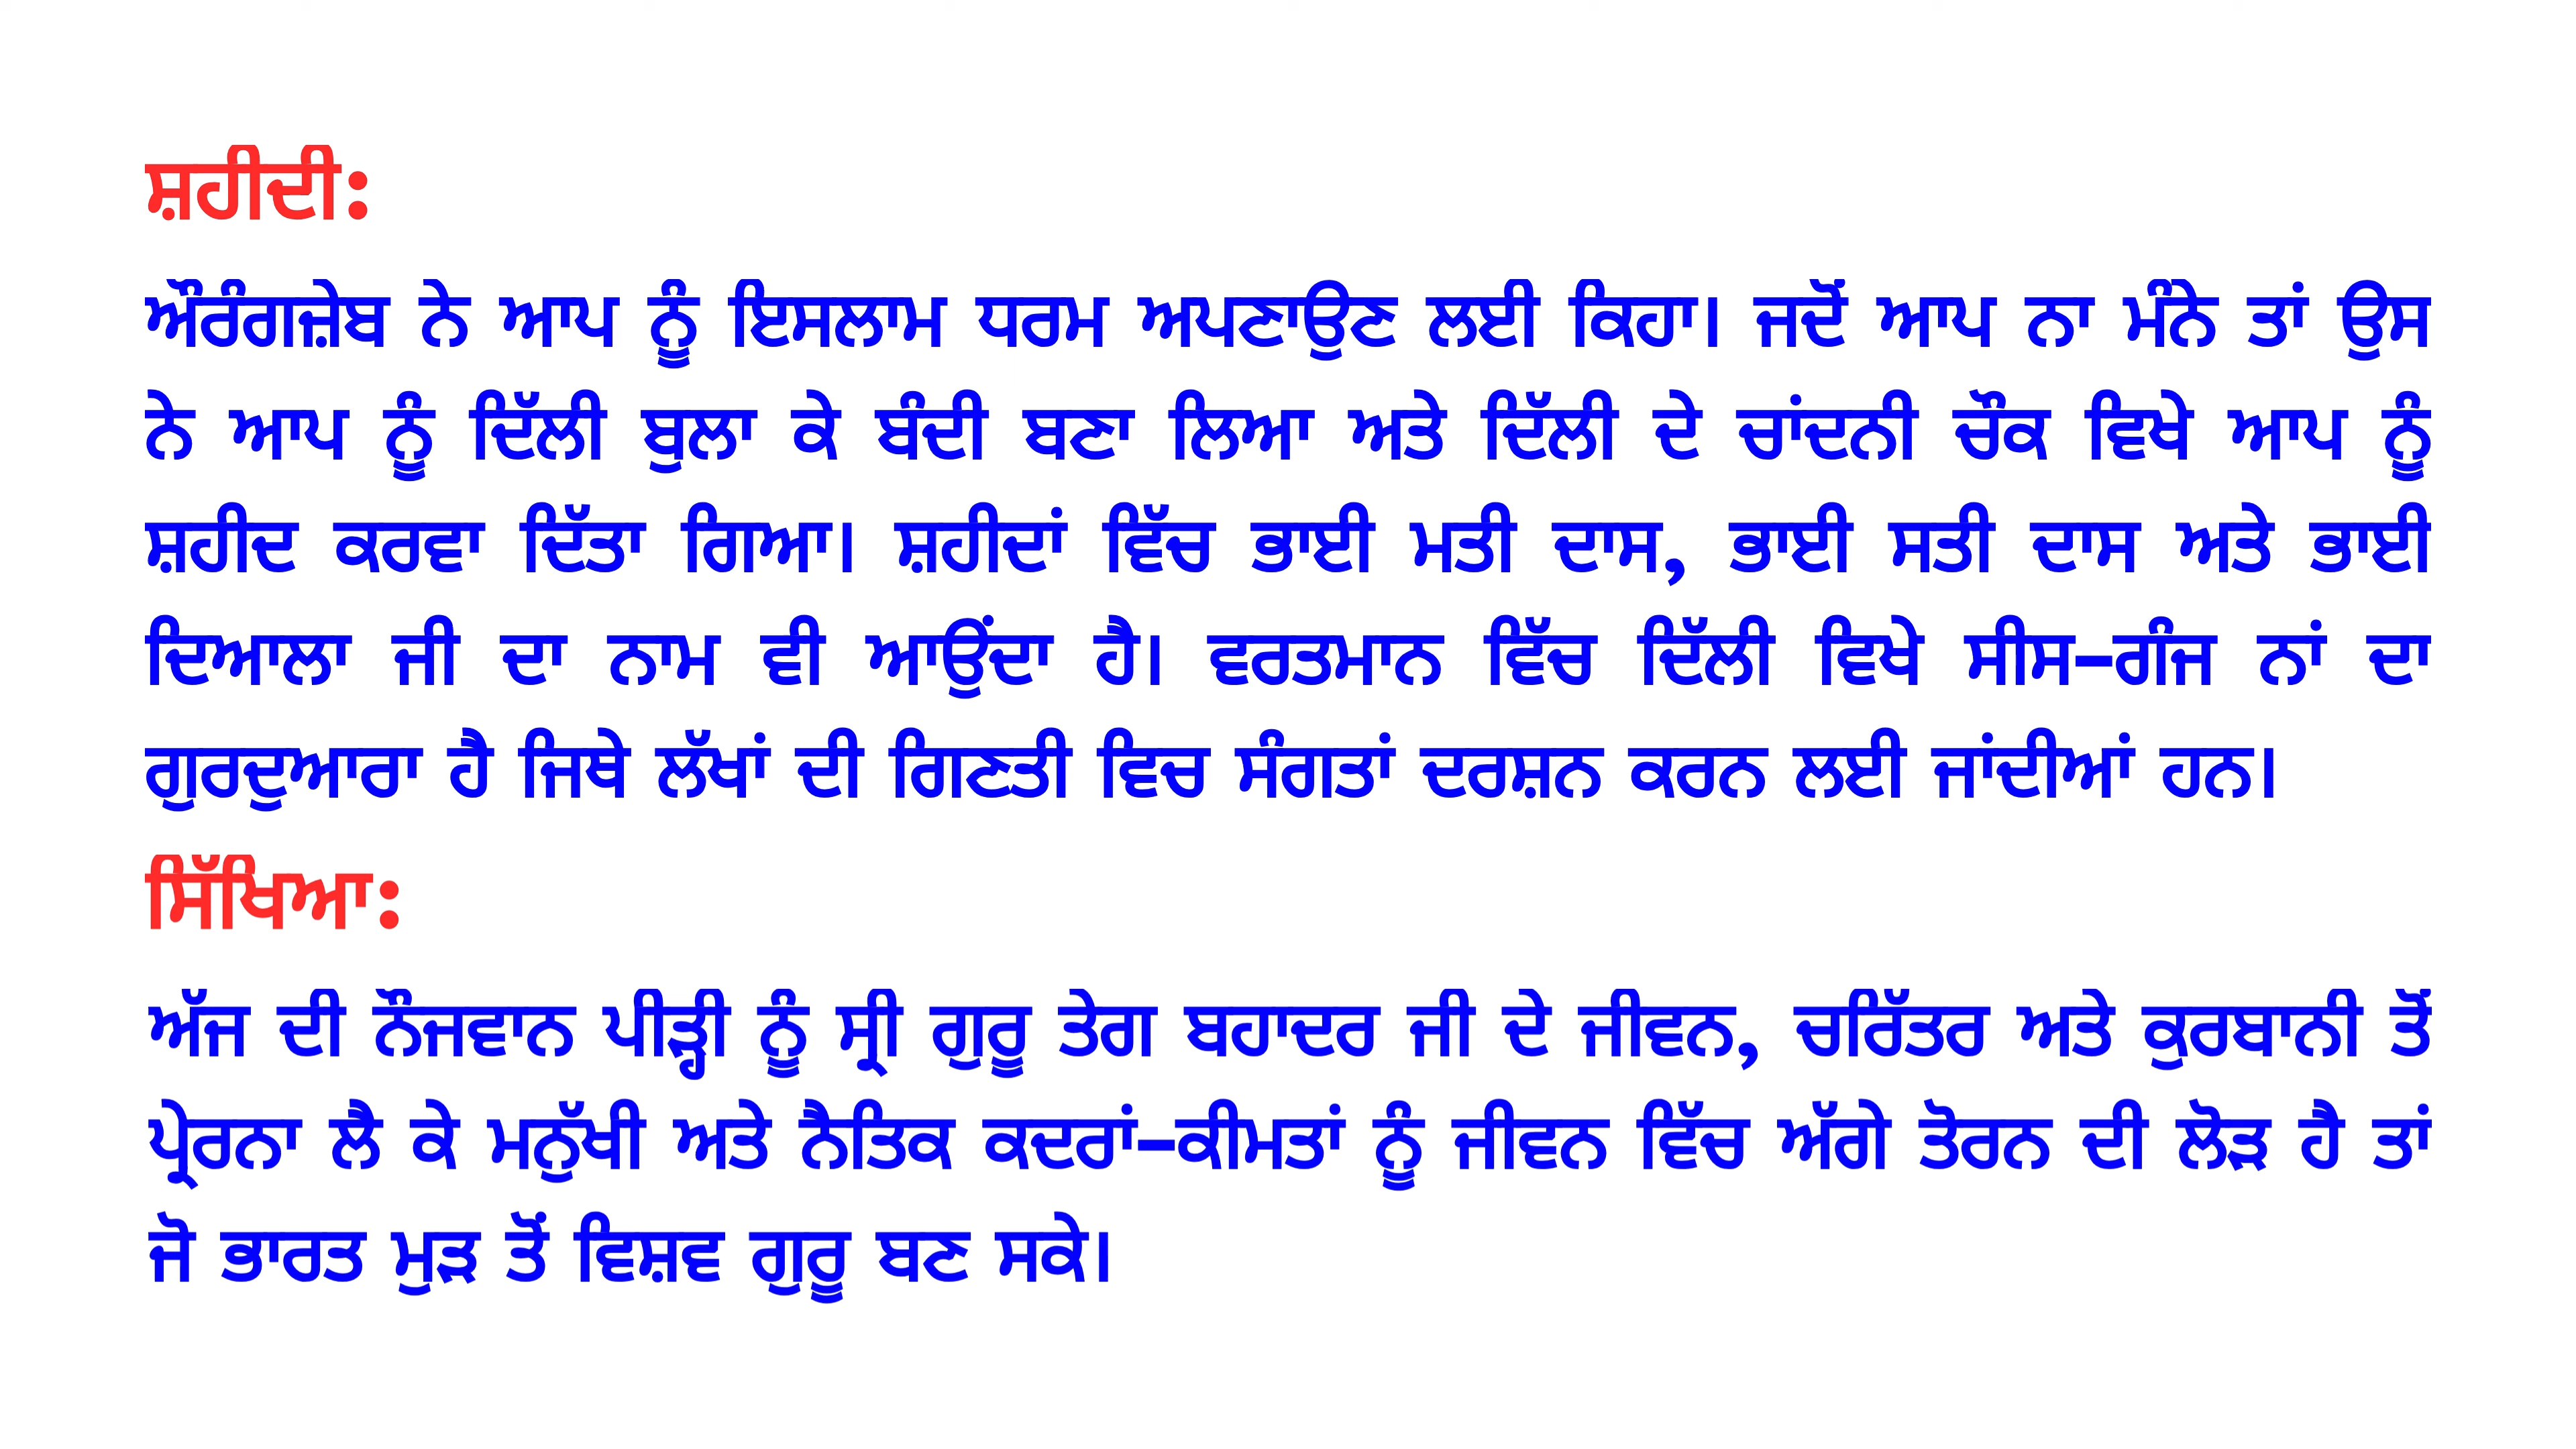 ਸ਼ਹੀਦੀ:
ਔਰੰਗਜ਼ੇਬ ਨੇ ਆਪ ਨੂੰ ਇਸਲਾਮ ਧਰਮ ਅਪਣਾਉਣ ਲਈ ਕਿਹਾ। ਜਦੋਂ ਆਪ ਨਾ ਮੰਨੇ ਤਾਂ ਉਸ
ਨੇ ਆਪ ਨੂੰ ਦਿੱਲੀ ਬੁਲਾ ਕੇ ਬੰਦੀ ਬਣਾ ਲਿਆ ਅਤੇ ਦਿੱਲੀ ਦੇ ਚਾਂਦਨੀ ਚੌਕ ਵਿਖੇ ਆਪ ਨੂੰ
ਸ਼ਹੀਦ ਕਰਵਾ ਦਿੱਤਾ ਗਿਆ। ਸ਼ਹੀਦਾਂ ਵਿੱਚ ਭਾਈ ਮਤੀ ਦਾਸ, ਭਾਈ ਸਤੀ ਦਾਸ ਅਤੇ ਭਾਈ
ਦਿਆਲਾ ਜੀ ਦਾ ਨਾਮ ਵੀ ਆਉਂਦਾ ਹੈ। ਵਰਤਮਾਨ ਵਿੱਚ ਦਿੱਲੀ ਵਿਖੇ ਸੀਸ-ਗੰਜ ਨਾਂ ਦਾ
ਗੁਰਦੁਆਰਾ ਹੈ ਜਿਥੇ ਲੱਖਾਂ ਦੀ ਗਿਣਤੀ ਵਿਚ ਸੰਗਤਾਂ ਦਰਸ਼ਨ ਕਰਨ ਲਈ ਜਾਂਦੀਆਂ ਹਨ।
ਸਿੱਖਿਆ:
ਅੱਜ ਦੀ ਨੌਜਵਾਨ ਪੀੜ੍ਹੀ ਨੂੰ ਸ੍ਰੀ ਗੁਰੂ ਤੇਗ ਬਹਾਦਰ ਜੀ ਦੇ ਜੀਵਨ, ਚਰਿੱਤਰ ਅਤੇ ਕੁਰਬਾਨੀ ਤੋਂ
ਪ੍ਰੇਰਨਾ ਲੈ ਕੇ ਮਨੁੱਖੀ ਅਤੇ ਨੈਤਿਕ ਕਦਰਾਂ-ਕੀਮਤਾਂ ਨੂੰ ਜੀਵਨ ਵਿੱਚ ਅੱਗੇ ਤੋਰਨ ਦੀ ਲੋੜ ਹੈ ਤਾਂ
ਜੋ ਭਾਰਤ ਮੁੜ ਤੋਂ ਵਿਸ਼ਵ ਗੁਰੂ ਬਣ ਸਕੇ।